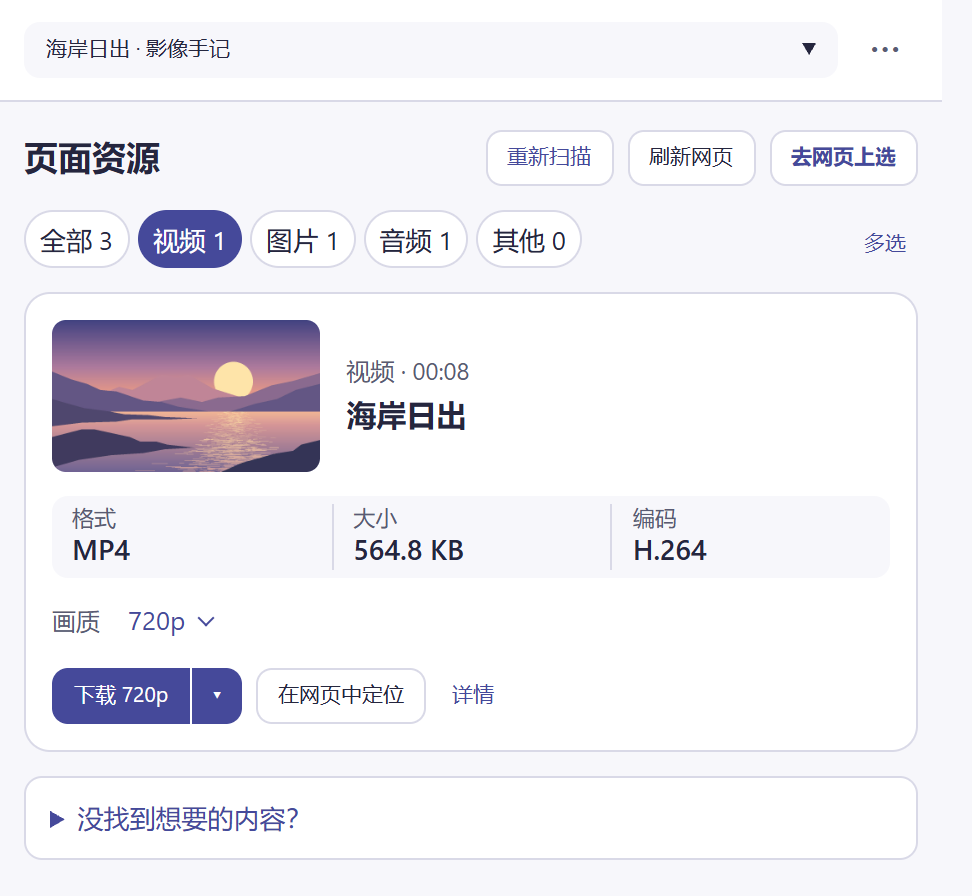 海岸日出 · 影像手记
页面资源
重新扫描 刷新网页 去网页上选
全部 3 视频 1 图片 1 音频 1 其他 0 多选
视频 · 00:08
海岸日出
格式 大小 编码
MP4 564.8 KB H.264
画质 720p
下载 720p 在网页中定位 详情
没找到想要的内容？